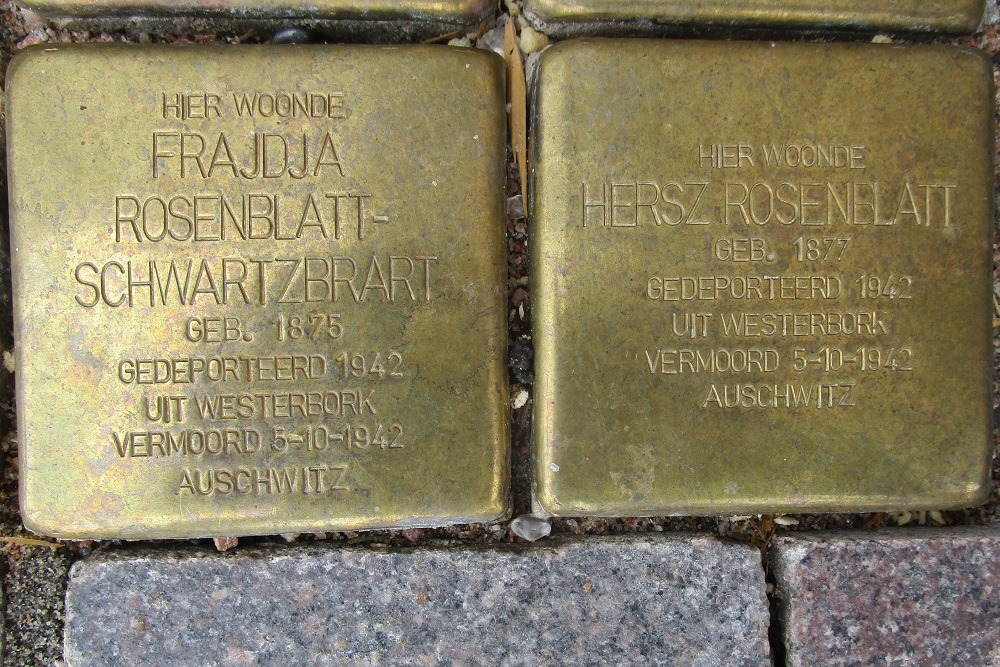 HIER WOONDE
FRAJDJA
ROSENBLATT-
SCHWARTZBRART
GEB. 1875
GEDEPORTEERD 1942
UIT WESTERBORK
VERMOORD 5-10-1942
AUSCHWITZ
HIER WOONDE
HERSZ ROSENBLATT
GEB. 1877
GEDEPORTEERD 1942
UIT WESTERBORK
VERMOORD 5-10-1942
AUSCHWITZ